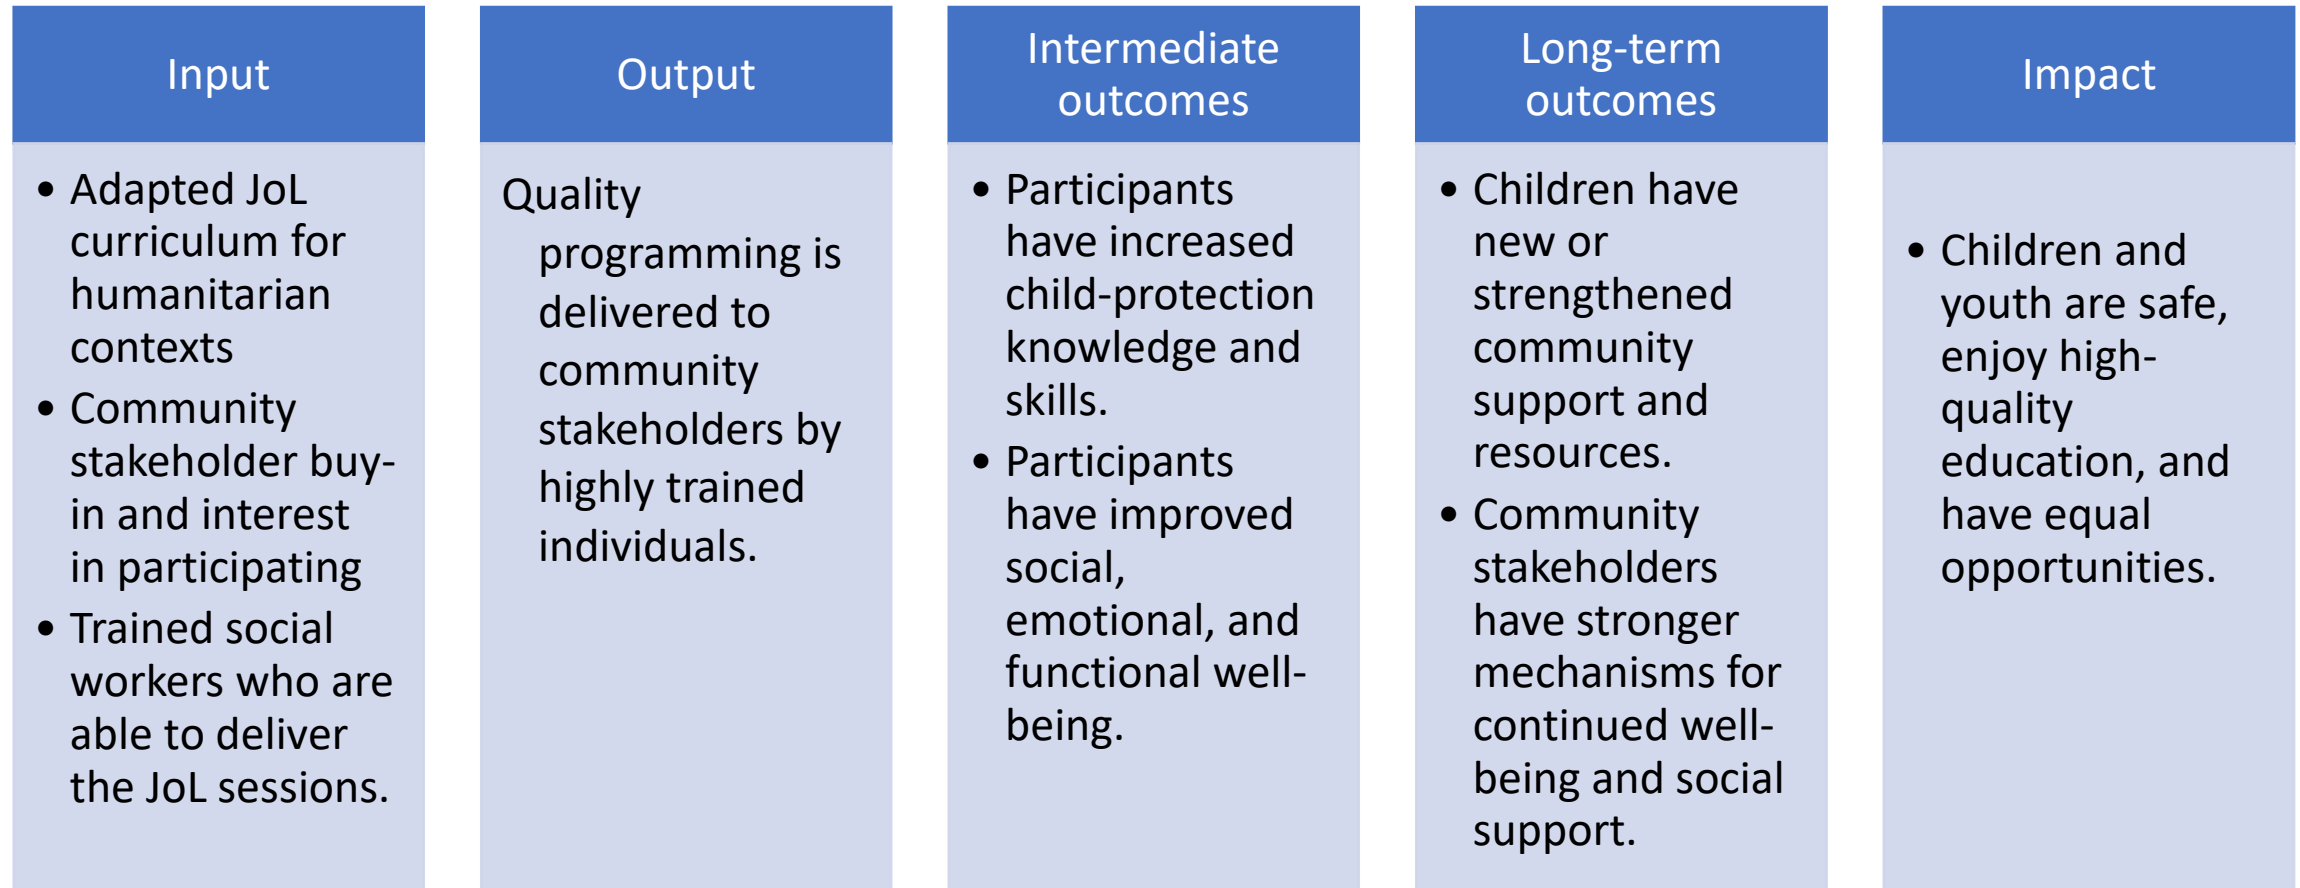 Input
• Adapted JoL
curriculum for
humanitarian
contexts
• Community
stakeholder buy-
in and interest
in participating
• Trained social
workers who are
able to deliver
the JoL sessions.
Output
Quality
programming is
delivered to
community
stakeholders by
highly trained
individuals.
Intermediate
outcomes
• Participants
have increased
child-protection
knowledge and
skills.
• Participants
have improved
social,
emotional, and
functional well-
being.
Long-term
outcomes
• Children have
new or
strengthened
community
support and
resources.
• Community
stakeholders
have stronger
mechanisms for
continued well-
being and social
support.
Impact
• Children and
youth are safe,
enjoy high-
quality
education, and
have equal
opportunities.